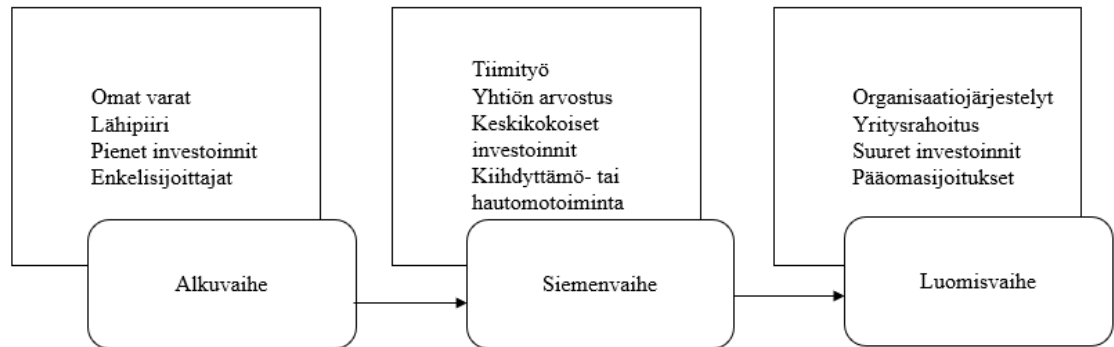 Omat varat
Lähipiiri
Pienet investoinnit
Enkelisijoittajat
Alkuvaihe
Tiimityö
Yhtiön arvostus
Keskikokoiset
investoinnit
Kiihdyttämö- tai
hautomotoiminta
Siemenvaihe
Organisaatiojärjestelyt
Yritysrahoitus
Suuret investoinnit
Pääomasijoitukset
Luomisvaihe